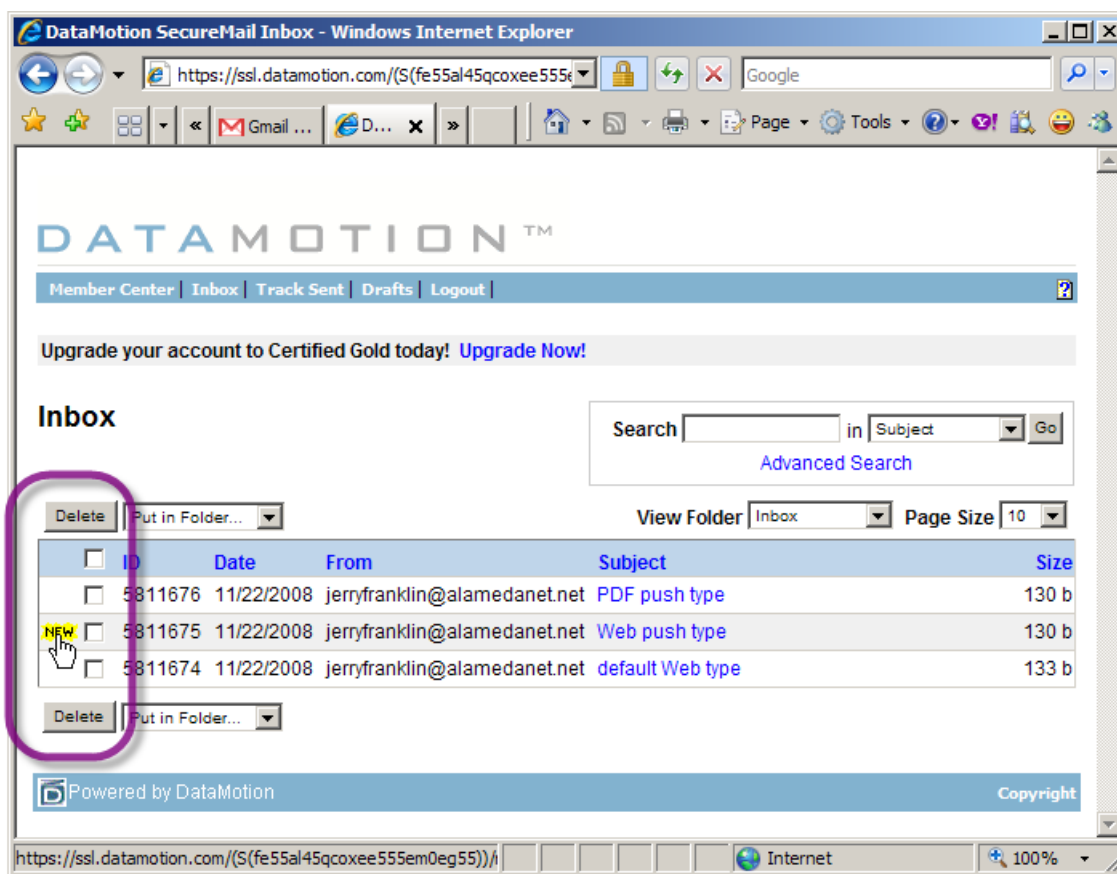 DataMotion SecureMail Inbox - Windows Internet Explorer
https://ssl.datamotion.com/(S(fe55al45qcoxee555 Google
« Gmail ... D... x » Page Tools
DATAMOTION™
Member Center | Inbox | Track Sent | Drafts | Logout | ?
Upgrade your account to Certified Gold today! Upgrade Now!
Inbox
Search in Subject Go
Advanced Search
Delete Put in Folder... View Folder Inbox Page Size 10
ID Date From Subject Size
5811676 11/22/2008 jerryfranklin@alamedanet.net PDF push type 130 b
NEW 5811675 11/22/2008 jerryfranklin@alamedanet.net Web push type 130 b
5811674 11/22/2008 jerryfranklin@alamedanet.net default Web type 133 b
Delete Put in Folder...
Powered by DataMotion Copyright
https://ssl.datamotion.com/(S(fe55al45qcoxee555em0eg55))/ Internet 100%